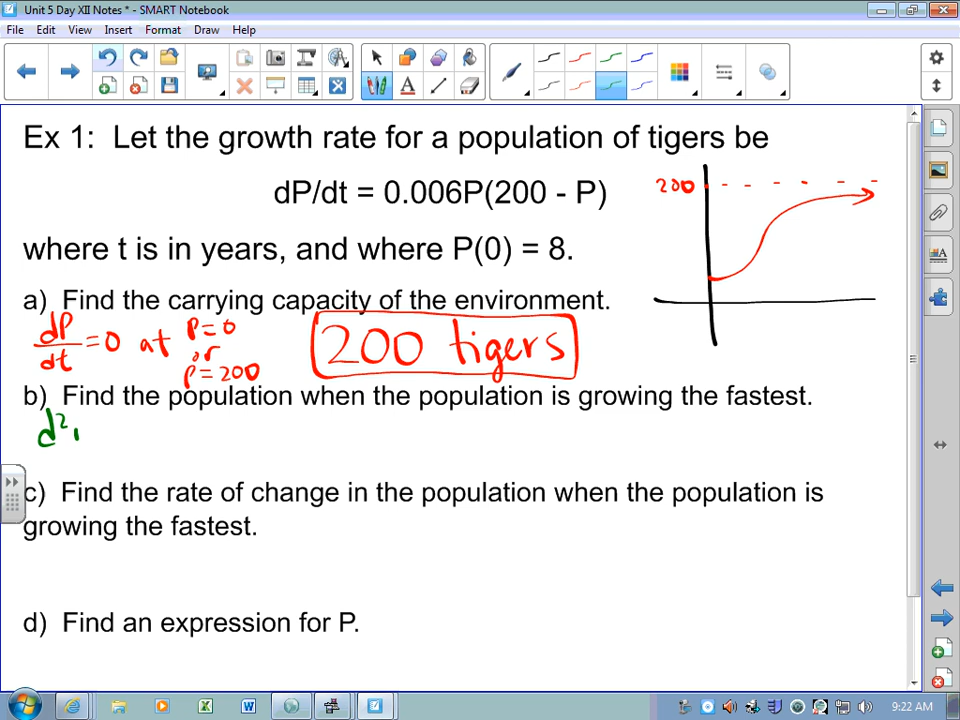 Unit 5 Day XII Notes * - SMART Notebook
File Edit View Insert Format Draw Help
Ex 1: Let the growth rate for a population of tigers be
dP/dt = 0.006P(200 - P)
200
where t is in years, and where P(0) = 8.
a) Find the carrying capacity of the environment.
dP/dt = 0 at P=0 or P=200
200 tigers
b) Find the population when the population is growing the fastest.
d²
c) Find the rate of change in the population when the population is
growing the fastest.
d) Find an expression for P.
9:22 AM